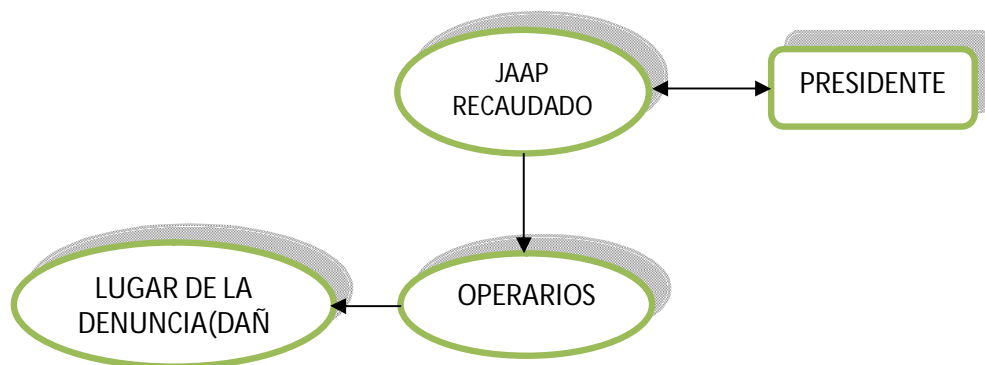 JAAP
RECAUDADO
PRESIDENTE
OPERARIOS
LUGAR DE LA
DENUNCIA(DAÑ